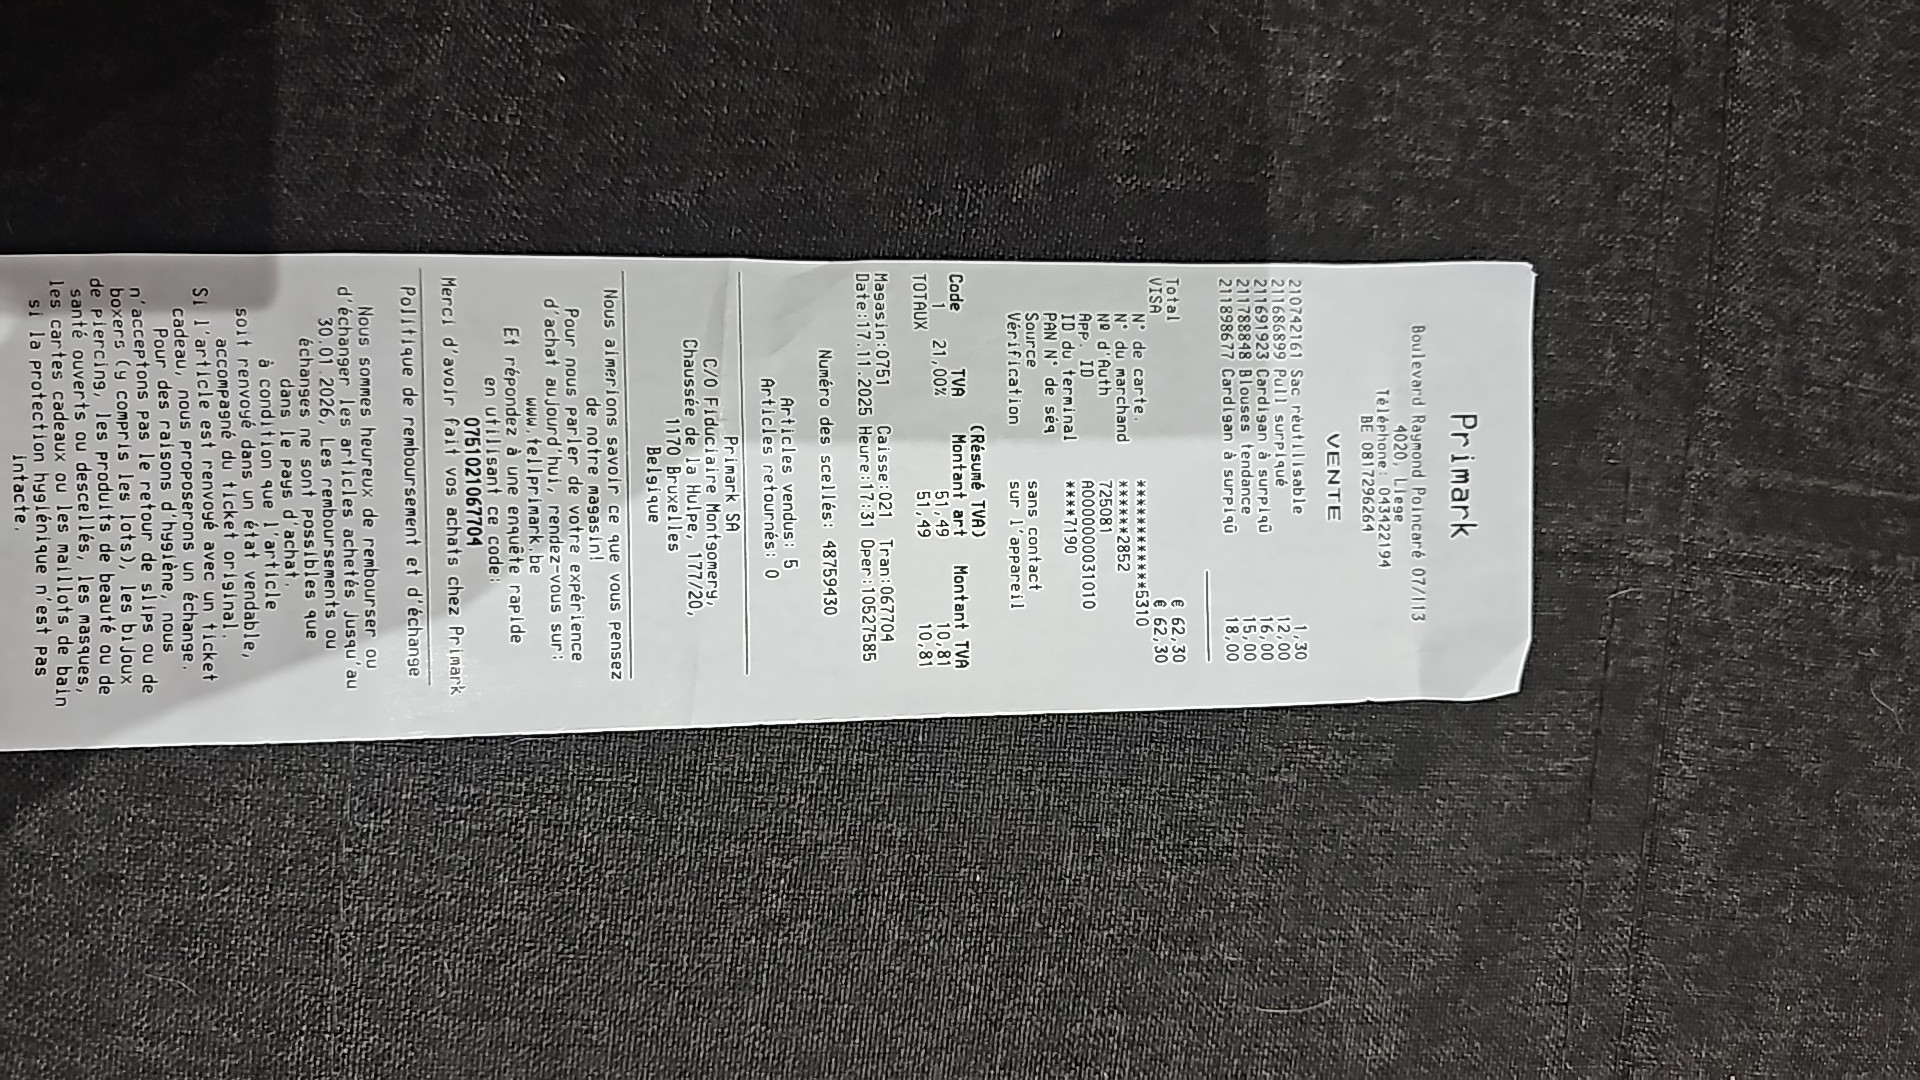 Primark
Boulevard Raymond Poincaré 07/113
4020, Liege
Téléphone: 043422194
BE 0817296264
VENTE
210742161 Sac réutilisable 1,30
211686899 Pull surpiqué 12,00
211691923 Cardigan à surpiqû 16,00
211788848 Blouses tendance 15,00
211898677 Cardigan à surpiqû 18,00
Total € 62,30
VISA € 62,30
N° de carte. ************5310
N° du marchand ******2852
Nº d'Auth 725081
App. ID A0000000031010
ID du terminal ****7190
PAN N° de séq
Source sans contact
Vérification sur l'appareil
(Résumé TVA)
Code TVA Montant art Montant TVA
1 21,00% 51,49 10,81
TOTAUX 51,49 10,81
Magasin:0751 Caisse:021 Tran:067704
Date:17.11.2025 Heure:17:31 Oper:10527585
Numéro des scellés: 48759430
Articles vendus: 5
Articles retournés: 0
Primark SA
C/O Fiduciaire Montgomery,
Chaussée de la Hulpe, 177/20,
1170 Bruxelles
Belgique
Nous aimerions savoir ce que vous pensez
de notre magasin!
Pour nous parler de votre expérience
d'achat aujourd'hui, rendez-vous sur:
www.tellprimark.be
Et répondez à une enquête rapide
en utilisant ce code:
075102106 7704
Merci d'avoir fait vos achats chez Primark
Politique de remboursement et d'échange
Nous sommes heureux de rembourser ou
d'échanger les articles achetés jusqu'au
30.01.2026, Les remboursements ou
échanges ne sont possibles que
dans le pays d'achat.
à condition que l'article
soit renvoyé dans un état vendable,
accompagné du ticket original.
Si l'article est renvoyé avec un ticket
cadeau, nous proposerons un échange.
Pour des raisons d'hygiène, nous
n'acceptons pas le retour de slips ou de
boxers (y compris les lots), les bijoux
de piercing, les produits de beauté ou de
santé ouverts ou descellés, les masques,
les cartes cadeaux ou les maillots de bain
si la protection hygiénique n'est pas
intacte.